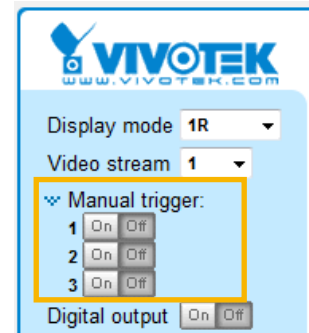 VIVOTEK
www.vivotek.com
Display mode 1R
Video stream 1
Manual trigger:
1 On Off
2 On Off
3 On Off
Digital output On Off